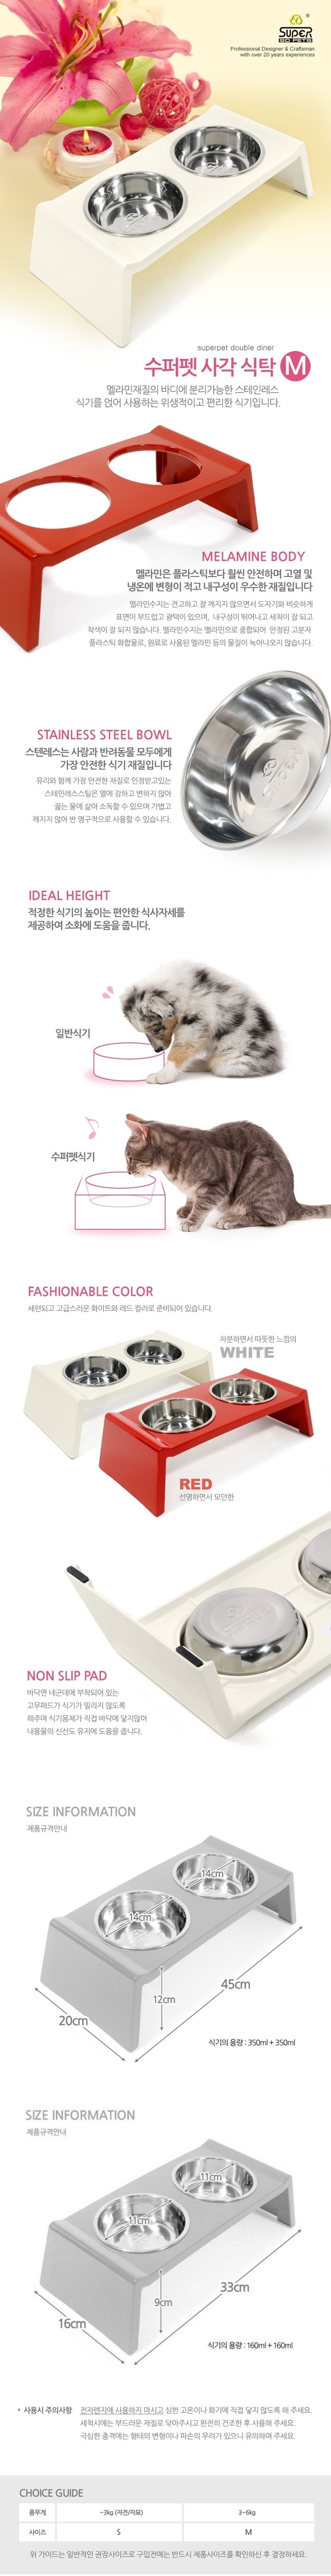 SUPER
GO PETS
Professional Designer & Craftsman
with over 20 years experiences
superpet double diner
수퍼펫 사각 식탁 M
멜라민재질의 바디에 분리가능한 스테인레스
식기를 얹어 사용하는 위생적이고 편리한 식기입니다.
MELAMINE BODY
멜라민은 플라스틱보다 훨씬 안전하며 고열 및
냉온에 변형이 적고 내구성이 우수한 재질입니다
멜라민수지는 견고하고 잘 깨지지 않으면서 도자기와 비슷하게
표면이 부드럽고 광택이 있으며, 내구성이 뛰어나고 세척이 잘 되고
착색이 잘 되지 않습니다. 멜라민수지는 멜라민으로 중합되어 안정된 고분자
플라스틱 화합물로, 원료로 사용된 멜라민 등의 물질이 녹아나오지 않습니다.
STAINLESS STEEL BOWL
스텐레스는 사람과 반려동물 모두에게
가장 안전한 식기 재질입니다
유리와 함께 가장 안전한 재질로 인정받고있는
스테인레스스틸은 열에 강하고 변하지 않아
끓는 물에 삶아 소독할 수 있으며 가볍고
깨지지 않아 반 영구적으로 사용할 수 있습니다.
SUPER
IDEAL HEIGHT
적정한 식기의 높이는 편안한 식사자세를
제공하여 소화에 도움을 줍니다.
일반식기
수퍼펫식기
FASHIONABLE COLOR
세련되고 고급스러운 화이트와 레드 컬러로 준비되어 있습니다.
차분하면서 따뜻한 느낌의
WHITE
RED
선명하면서 모던한
NON SLIP PAD
바닥면 네군데에 부착되어 있는
고무패드가 식기가 밀리지 않도록
해주며 식기몸체가 직접 바닥에 닿지않아
내용물의 신선도 유지에 도움을 줍니다.
SIZE INFORMATION
제품규격안내
14cm
14cm
12cm
45cm
20cm
식기의 용량 : 350ml + 350ml
SIZE INFORMATION
제품규격안내
11cm
11cm
9cm
33cm
16cm
식기의 용량 : 160ml + 160ml
* 사용시 주의사항 전자렌지에 사용하지 마시고 심한 고온이나 화기에 직접 닿지 않도록 해 주세요.
세척시에는 부드러운 재질로 닦아주시고 완전히 건조한 후 사용해 주세요.
극심한 충격에는 형태의 변형이나 파손의 우려가 있으니 유의하여 주세요.
CHOICE GUIDE
몸무게 ~3kg (자견/자묘) 3~6kg
사이즈 S M
위 가이드는 일반적인 권장사이즈로 구입전에는 반드시 제품사이즈를 확인하신 후 결정하세요.